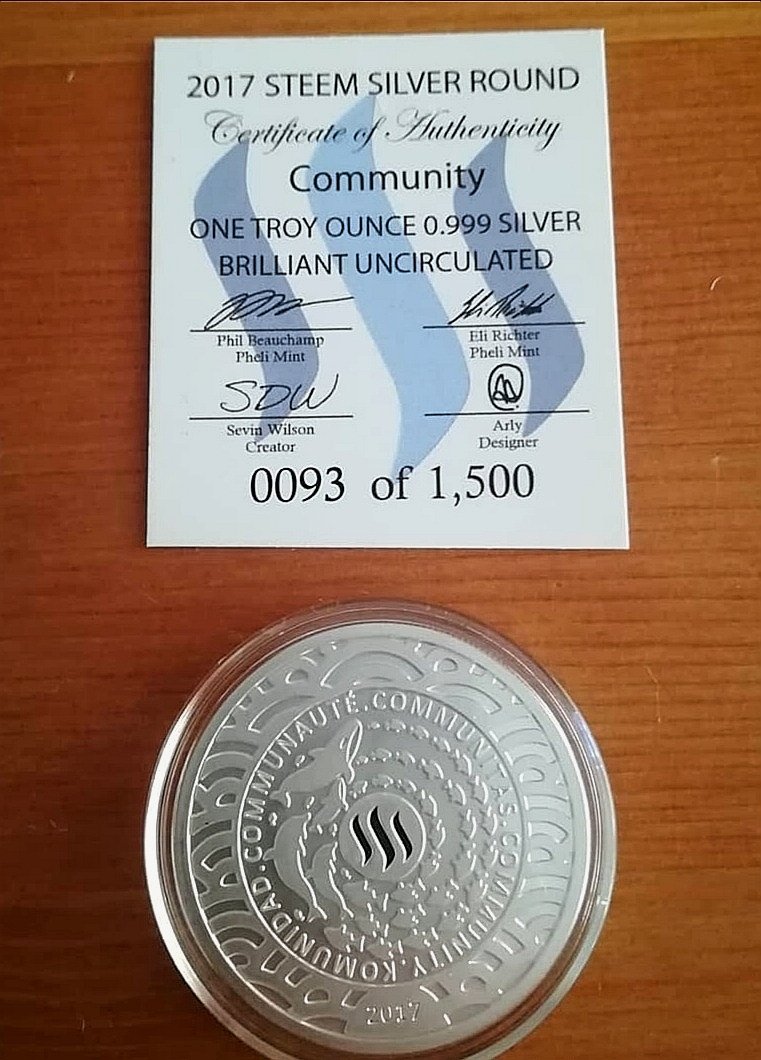 2017 STEEM SILVER ROUND
Certificate of Authenticity
Community
ONE TROY OUNCE 0.999 SILVER
BRILLIANT UNCIRCULATED
Phil Beauchamp
Pheli Mint
Eli Richter
Pheli Mint
SDW
Sevin Wilson
Creator
Arly
Designer
0093 of 1,500
KOMUNIDAD.COMMUNAUTÉ.COMMUNITAS.COMMUNITY.
2017